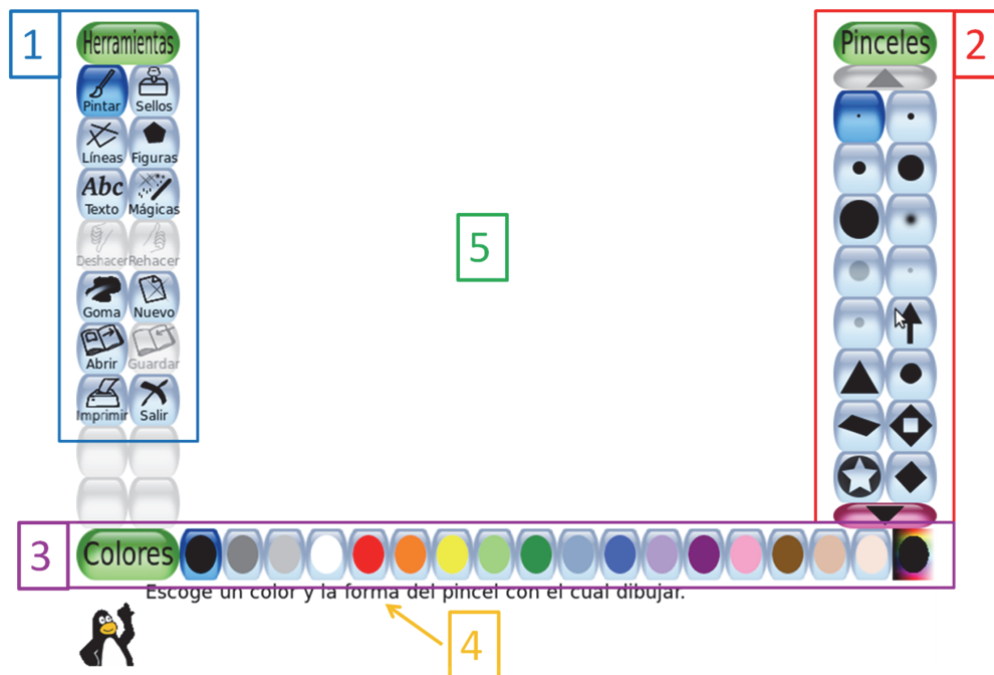 1
Herramientas
Pintar Sellos
Líneas Figuras
Abc
Texto Mágicas
Deshacer Rehacer
Goma Nuevo
Abrir Guardar
Imprimir Salir
5
Pinceles
2
3
Colores
Escoge un color y la forma del pincel con el cual dibujar.
4